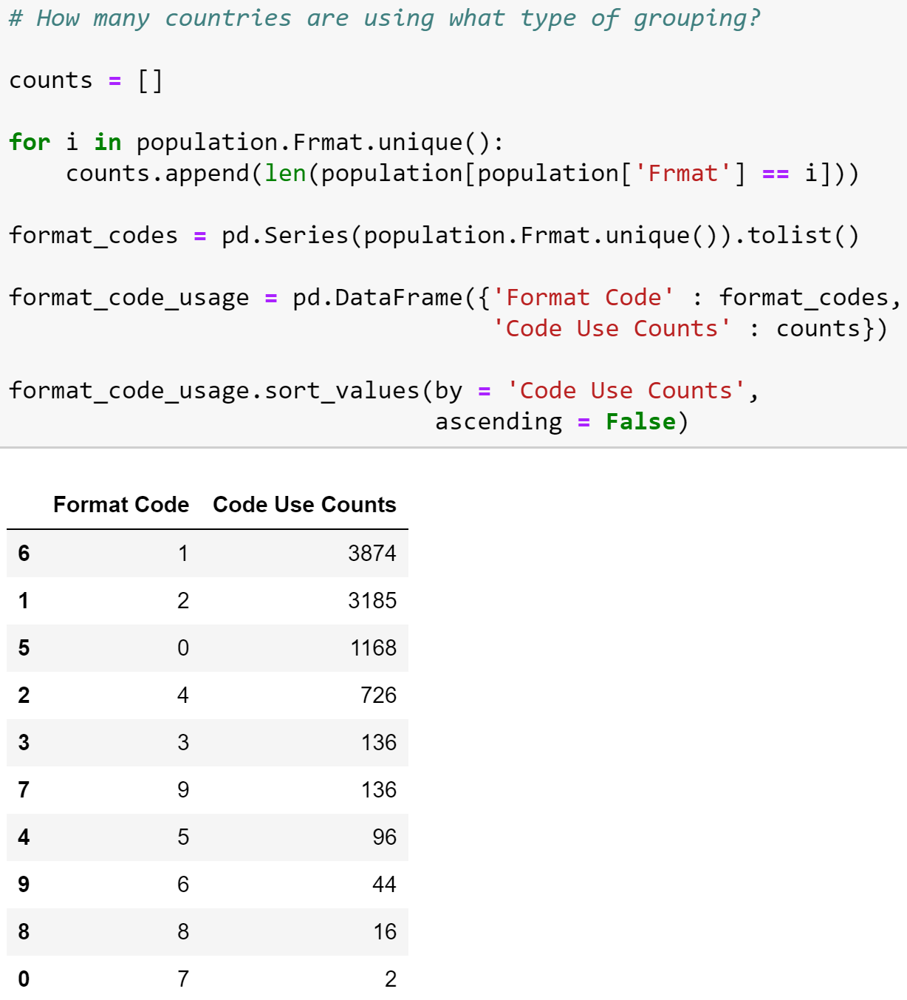 # How many countries are using what type of grouping?
counts = []
for i in population.Frmat.unique():
    counts.append(len(population[population['Frmat'] == i]))
format_codes = pd.Series(population.Frmat.unique()).tolist()
format_code_usage = pd.DataFrame({'Format Code' : format_codes,
                                  'Code Use Counts' : counts})
format_code_usage.sort_values(by = 'Code Use Counts',
                              ascending = False)
Format Code Code Use Counts
6 1 3874
1 2 3185
5 0 1168
2 4 726
3 3 136
7 9 136
4 5 96
9 6 44
8 8 16
0 7 2